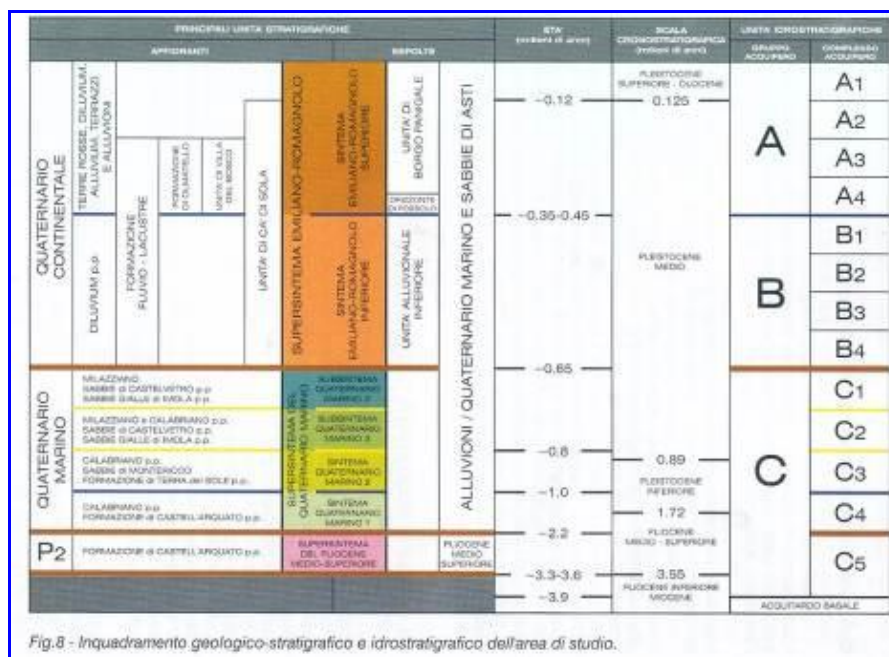 PRINCIPALI UNITÀ STRATIGRAFICHE
AFFIORANTI
SEPOLTE
ETA'
(milioni di anni)
SCALA
CRONOSTRATIGRAFICA
(milioni di anni)
UNITÀ IDROSTRATIGRAFICHE
GRUPPO
ACQUIFERO
COMPLESSO
ACQUIFERO
QUATERNARIO
CONTINENTALE
TERRE ROSSE, DILUVIUM,
ALLUVIUM, TERRAZZI
E ALLUVIONI
DILUVIUM p.p.
FORMAZIONE
FLUVIO - LACUSTRE
FORMAZIONE
DI OLMATELLO
UNITÀ DI VILLA
DEL BOSCO
UNITÀ DI CA' DI SOLA
SUPERSINTEMA EMILIANO-ROMAGNOLO
SINTEMA
EMILIANO-ROMAGNOLO
SUPERIORE
SINTEMA
EMILIANO-ROMAGNOLO
INFERIORE
UNITÀ DI
BORGO PANIGALE
ORIZZONTE
DI FOSSOLO
UNITÀ ALLUVIONALE
INFERIORE
ALLUVIONI / QUATERNARIO MARINO E SABBIE DI ASTI
PLEISTOCENE
SUPERIORE - OLOCENE
-0.12
0.125
-0.35-0.45
PLEISTOCENE
MEDIO
-0.65
A
A1
A2
A3
A4
B
B1
B2
B3
B4
QUATERNARIO
MARINO
MILAZZIANO
SABBIE di CASTELVETRO p.p.
SABBIE GIALLE di IMOLA p.p.
MILAZZIANO e CALABRIANO p.p.
SABBIE di CASTELVETRO p.p.
SABBIE GIALLE di IMOLA p.p.
CALABRIANO p.p.
SABBIE di MONTERICCO
FORMAZIONE di TERRA del SOLE p.p.
CALABRIANO p.p.
FORMAZIONE di CASTELL'ARQUATO p.p.
SUPERSINTEMA DEL
QUATERNARIO MARINO
SUBSINTEMA
QUATERNARIO
MARINO
SUBSINTEMA
QUATERNARIO
MARINO 3
SINTEMA
QUATERNARIO
MARINO 2
SINTEMA
QUATERNARIO
MARINO 1
-0.8
0.89
PLEISTOCENE
INFERIORE
-1.0
1.72
-2.2
PLIOCENE
MEDIO - SUPERIORE
C
C1
C2
C3
C4
C5
P2
FORMAZIONE di CASTELL'ARQUATO p.p.
SUPERSINTEMA
DEL PLIOCENE
MEDIO-SUPERIORE
PLIOCENE
MEDIO
SUPERIORE
-3.3-3.6
3.55
PLIOCENE INFERIORE
MIOCENE
-3.9
ACQUITARDO BASALE
Fig.8 - Inquadramento geologico-stratigrafico e idrostratigrafico dell'area di studio.